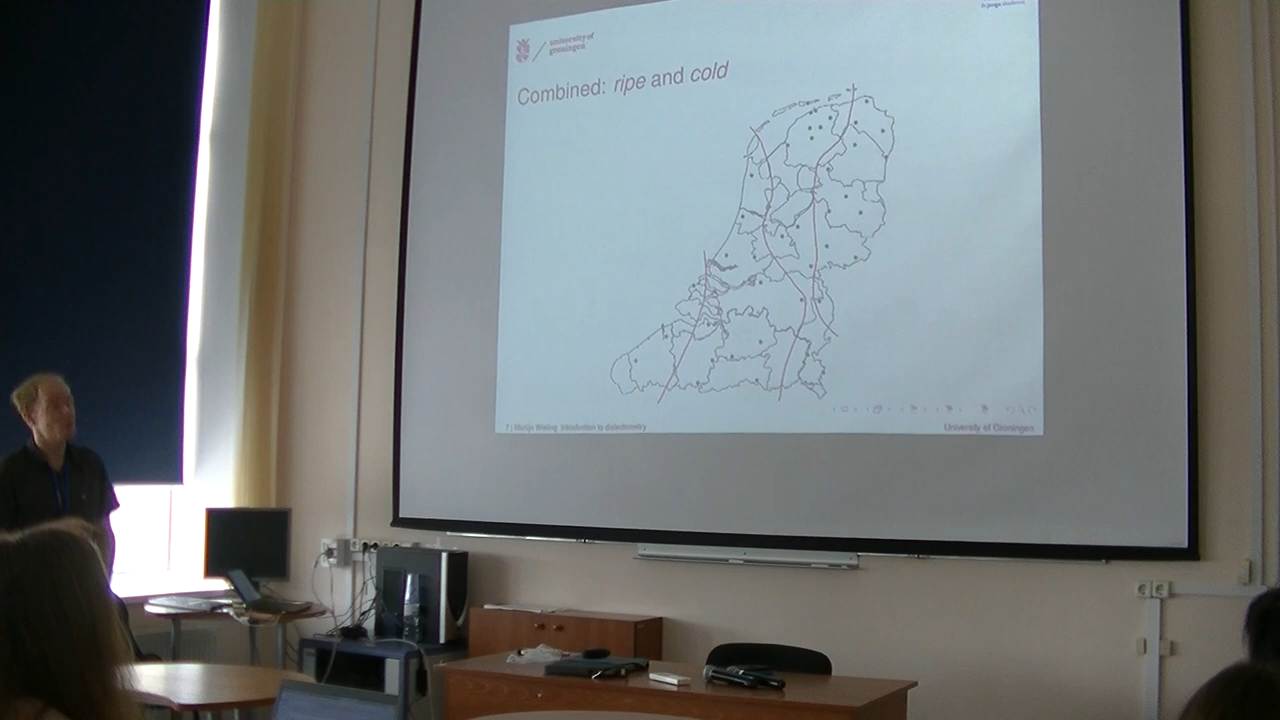 university of
groningen
Combined: ripe and cold
7 | Martijn Wieling Introduction to dialectometry
University of Groningen